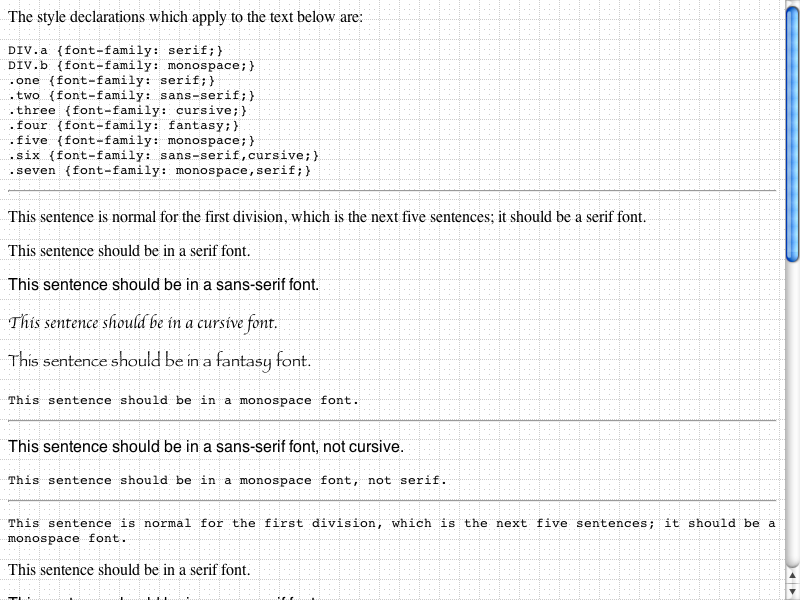 The style declarations which apply to the text below are:
DIV.a {font-family: serif;}
DIV.b {font-family: monospace;}
.one {font-family: serif;}
.two {font-family: sans-serif;}
.three {font-family: cursive;}
.four {font-family: fantasy;}
.five {font-family: monospace;}
.six {font-family: sans-serif,cursive;}
.seven {font-family: monospace,serif;}
This sentence is normal for the first division, which is the next five sentences; it should be a serif font.
This sentence should be in a serif font.
This sentence should be in a sans-serif font.
This sentence should be in a cursive font.
This sentence should be in a fantasy font.
This sentence should be in a monospace font.
This sentence should be in a sans-serif font, not cursive.
This sentence should be in a monospace font, not serif.
This sentence is normal for the first division, which is the next five sentences; it should be a
monospace font.
This sentence should be in a serif font.